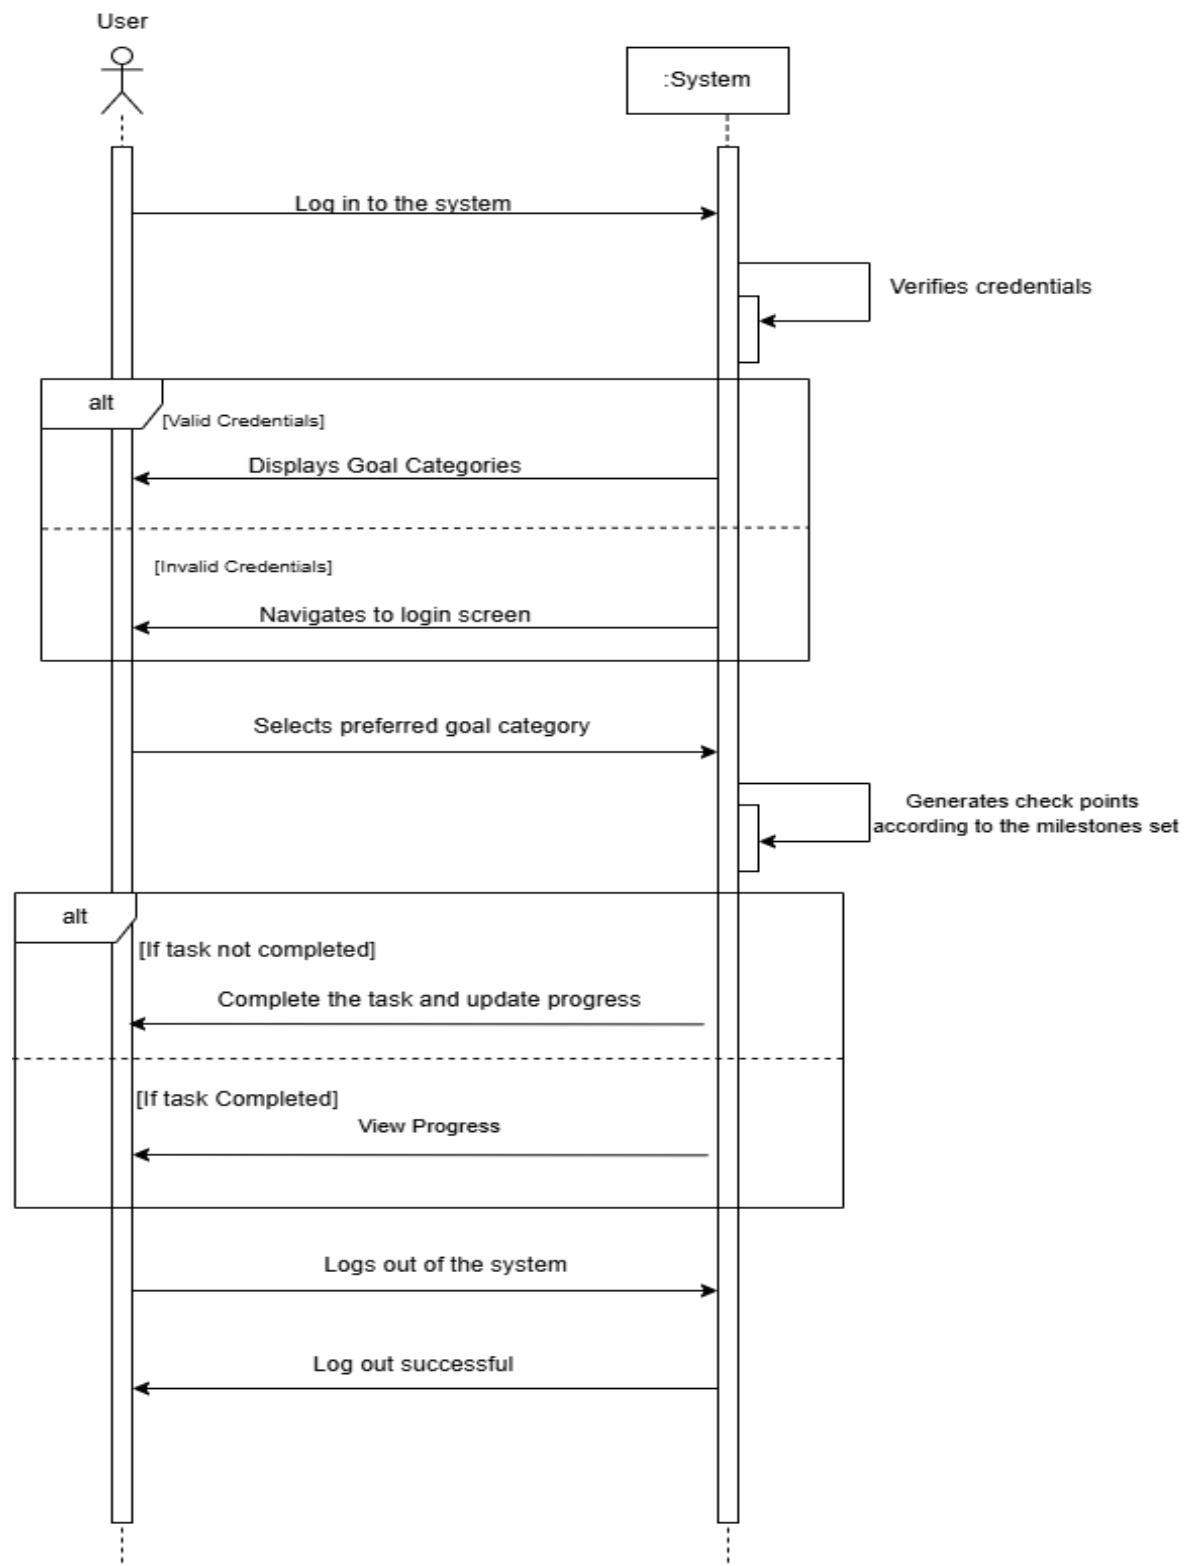 User
:System
Log in to the system
Verifies credentials
alt
[Valid Credentials]
Displays Goal Categories
[Invalid Credentials]
Navigates to login screen
Selects preferred goal category
Generates check points
according to the milestones set
alt
[If task not completed]
Complete the task and update progress
[If task Completed]
View Progress
Logs out of the system
Log out successful